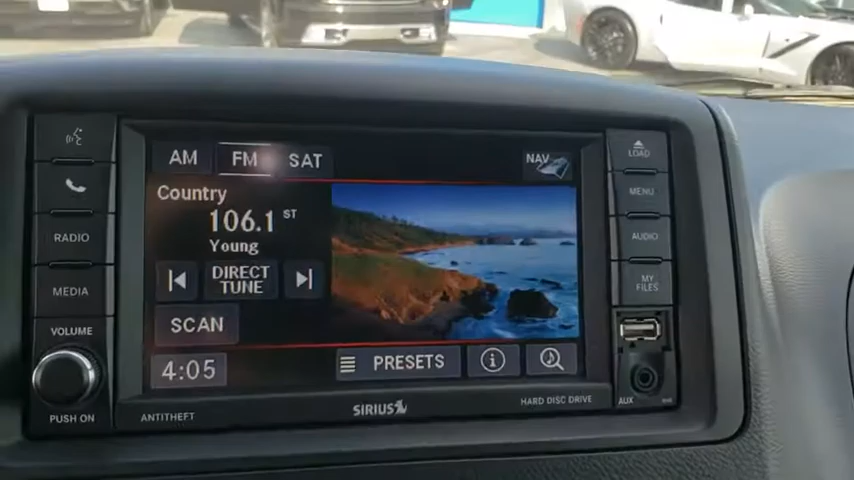 LOAD
AM FM SAT NAV
MENU
Country
106.1 ST
Young
RADIO
AUDIO
DIRECT
TUNE
MEDIA
MY
FILES
SCAN
VOLUME
4:05
PRESETS
PUSH ON
ANTITHEFT
SIRIUS
HARD DISC DRIVE
AUX